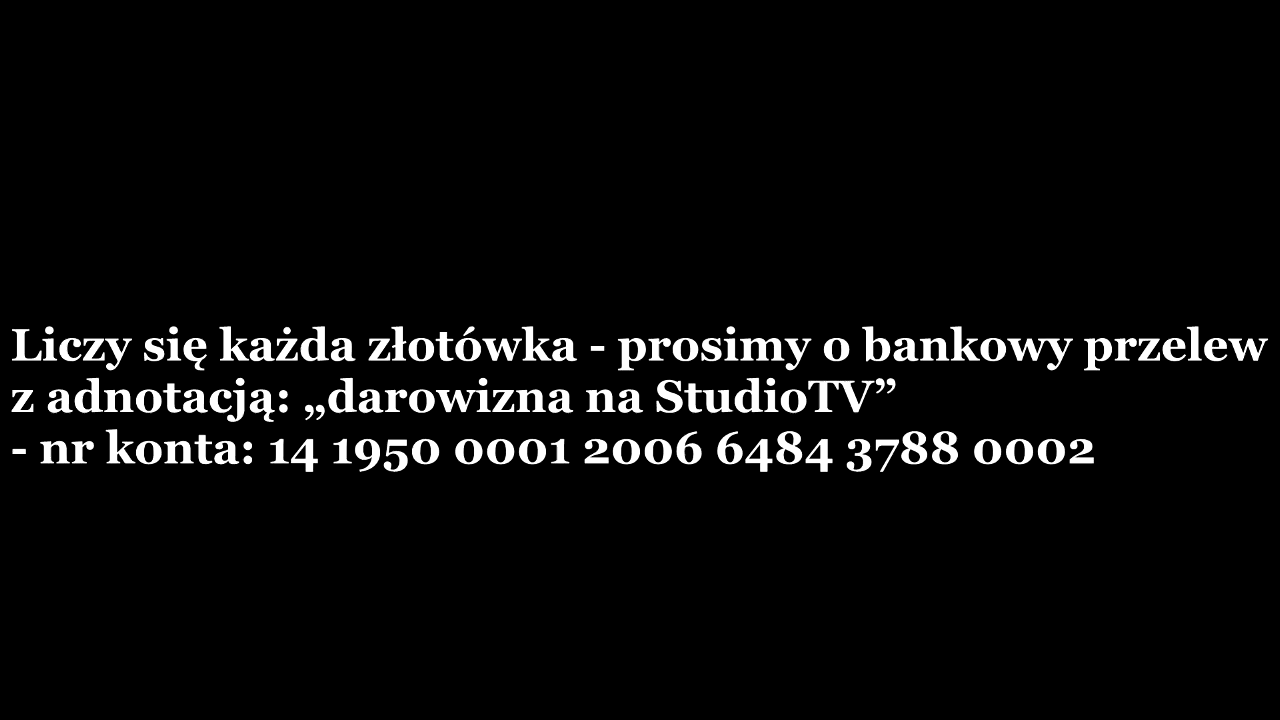 Liczy się każda złotówka - prosimy o bankowy przelew
z adnotacją: „darowizna na StudioTV”
- nr konta: 14 1950 0001 2006 6484 3788 0002